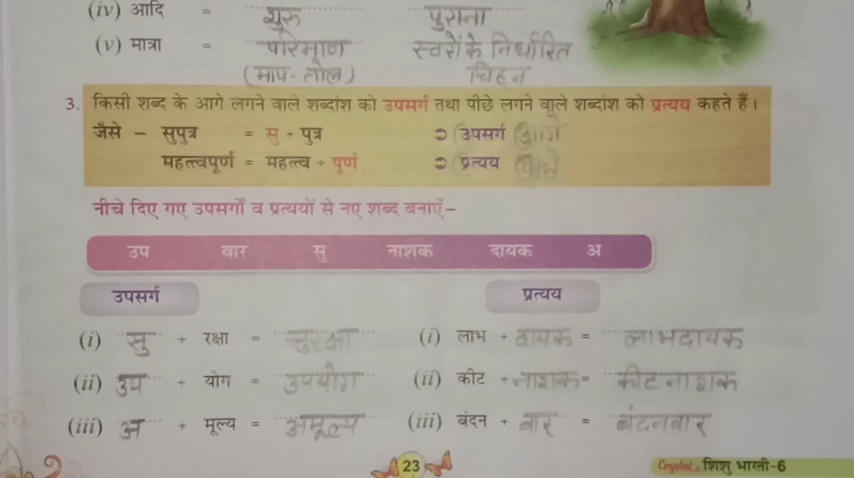 (iv) आदि = शुरु पुराना
(v) मात्रा = परिमाण स्वरों के निर्धारित
(माप-तोल) चिहन
3. किसी शब्द के आगे लगने वाले शब्दांश को उपसर्ग तथा पीछे लगने वाले शब्दांश को प्रत्यय कहते हैं।
जैसे - सुपुत्र = सु + पुत्र ⊃ उपसर्ग (आगे
महत्त्वपूर्ण = महत्त्व + पूर्ण ⊃ प्रत्यय (पीछे
नीचे दिए गए उपसर्गों व प्रत्ययों से नए शब्द बनाएँ-
उप वार सु नाशक दायक अ
उपसर्ग प्रत्यय
(i) सु + रक्षा = सुरक्षा (i) लाभ + दायक = लाभदायक
(ii) उप + योग = उपयोग (ii) कीट + नाशक = कीटनाशक
(iii) अ + मूल्य = अमूल्य (iii) बंदन + वार = बंदनवार
23 Crystal शिशु भारती-6